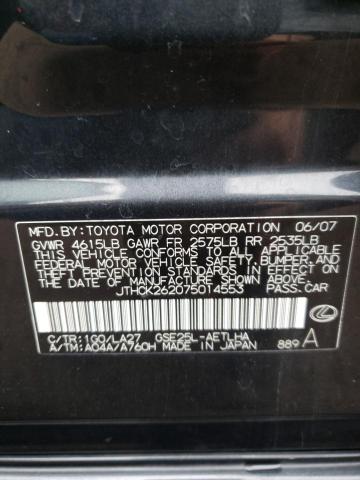 MFD. BY: TOYOTA MOTOR CORPORATION 06/07
GVWR 4615LB GAWR FR 2575LB RR 2535LB
THIS VEHICLE CONFORMS TO ALL APPLICABLE
FEDERAL MOTOR VEHICLE SAFETY, BUMPER, AND
THEFT PREVENTION STANDARDS IN EFFECT ON
THE DATE OF MANUFACTURE SHOWN ABOVE.
JTHCK262075014553 PASS.CAR
C/TR:1G0/LA27 GSE25L-AETLHA
A/TM:A04A/A760H MADE IN JAPAN 889 A